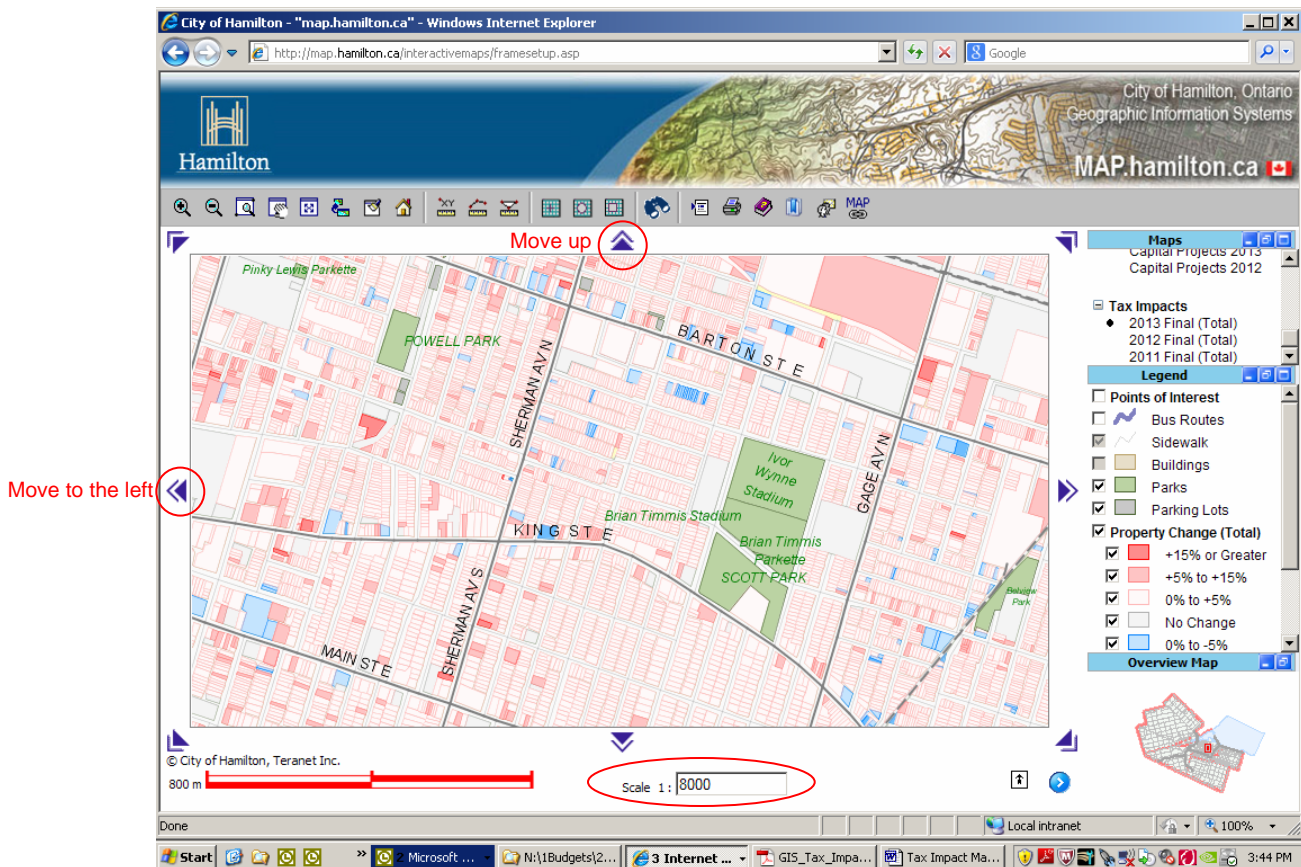 City of Hamilton - "map.hamilton.ca" - Windows Internet Explorer
http://map.hamilton.ca/interactivemaps/framesetup.asp
Google
Hamilton
City of Hamilton, Ontario
Geographic Information Systems
MAP.hamilton.ca
XY
MAP
Move up
Move to the left
Pinky Lewis Parkette
POWELL PARK
BARTON ST E
SHERMAN AV N
Ivor
Wynne
Stadium
GAGE AV N
Brian Timmis Stadium
KING ST E
Brian Timmis
Parkette
SCOTT PARK
Belview
Park
SHERMAN AV S
MAIN ST E
Maps
Capital Projects 2013
Capital Projects 2012
Tax Impacts
2013 Final (Total)
2012 Final (Total)
2011 Final (Total)
Legend
Points of Interest
Bus Routes
Sidewalk
Buildings
Parks
Parking Lots
Property Change (Total)
+15% or Greater
+5% to +15%
0% to +5%
No Change
0% to -5%
Overview Map
© City of Hamilton, Teranet Inc.
800 m
Scale 1: 8000
Done
Local intranet
100%
Start
»
2 Microsoft ...
N:\1Budgets\2...
3 Internet ...
GIS_Tax_Impa...
Tax Impact Ma...
3:44 PM